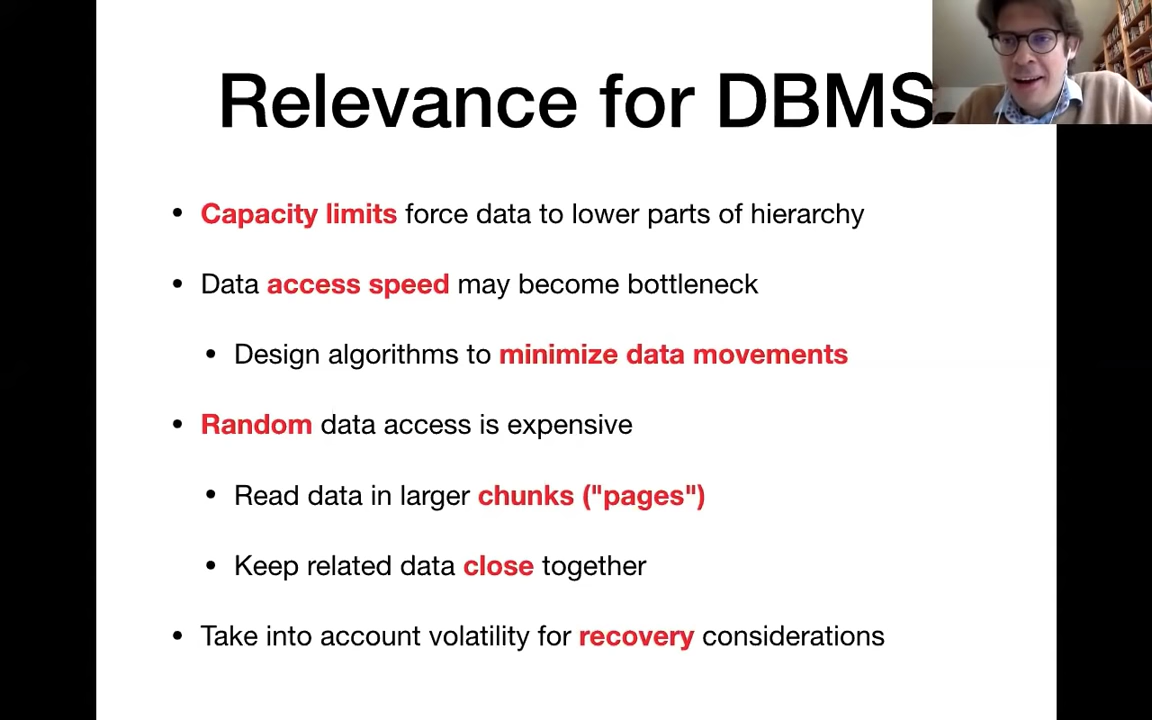 Relevance for DBMS
• Capacity limits force data to lower parts of hierarchy
• Data access speed may become bottleneck
• Design algorithms to minimize data movements
• Random data access is expensive
• Read data in larger chunks ("pages")
• Keep related data close together
• Take into account volatility for recovery considerations